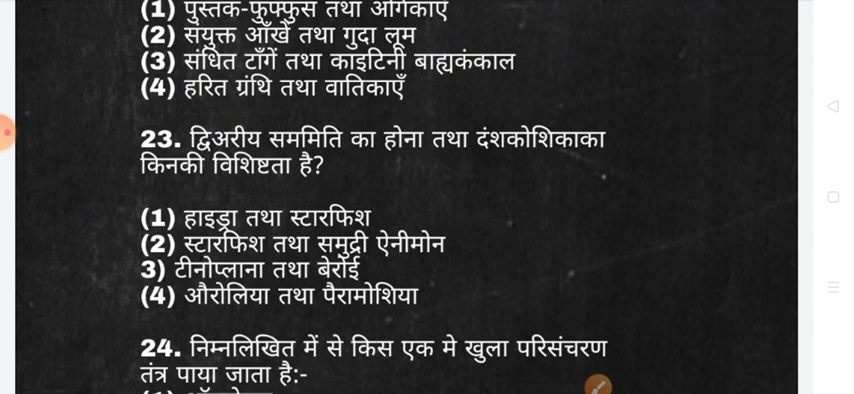 (1) पुस्तक-फुफ्फुस तथा अंगिकाएँ
(2) संयुक्त आँखें तथा गुदा लूम
(3) संधित टाँगें तथा काइटिनी बाह्यकंकाल
(4) हरित ग्रंथि तथा वातिकाएँ
23. द्विअरीय सममिति का होना तथा दंशकोशिकाका
किनकी विशिष्टता है?
(1) हाइड्रा तथा स्टारफिश
(2) स्टारफिश तथा समुद्री ऐनीमोन
3) टीनोप्लाना तथा बेरोई
(4) औरोलिया तथा पैरामोशिया
24. निम्नलिखित में से किस एक मे खुला परिसंचरण
तंत्र पाया जाता है:-